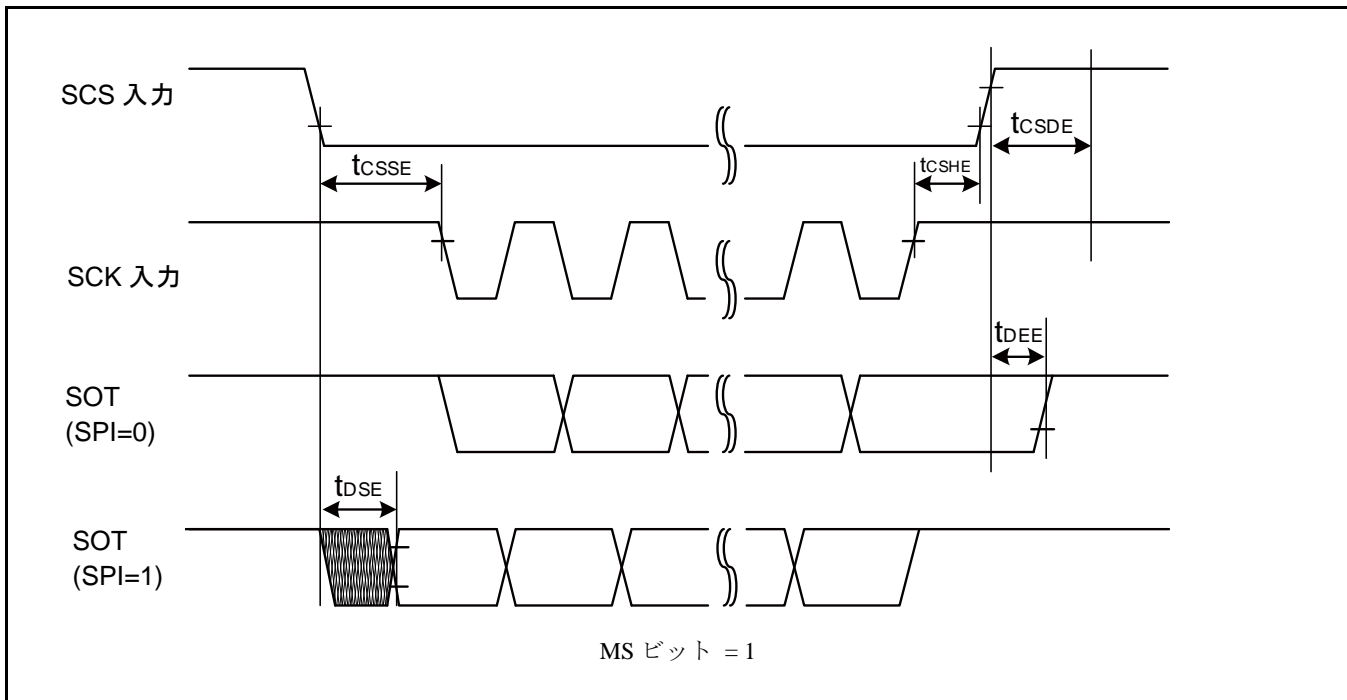 SCS 入力
tCSDE
tCSSE
tCSHE
SCK 入力
tDEE
SOT
(SPI=0)
tDSE
SOT
(SPI=1)
MS ビット = 1